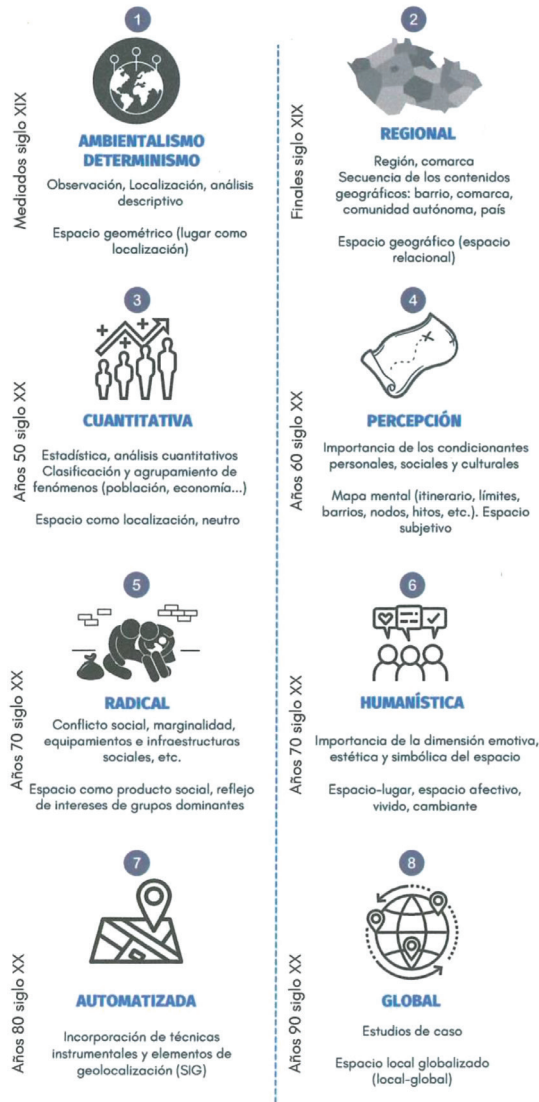 1
Mediados siglo XIX
AMBIENTALISMO
DETERMINISMO
Observación, Localización, análisis
descriptivo
Espacio geométrico (lugar como
localización)
2
Finales siglo XIX
REGIONAL
Región, comarca
Secuencia de los contenidos
geográficos: barrio, comarca,
comunidad autónoma, país
Espacio geográfico (espacio
relacional)
3
Años 50 siglo XX
CUANTITATIVA
Estadística, análisis cuantitativos
Clasificación y agrupamiento de
fenómenos (población, economía...)
Espacio como localización, neutro
4
Años 60 siglo XX
PERCEPCIÓN
Importancia de los condicionantes
personales, sociales y culturales
Mapa mental (itinerario, límites,
barrios, nodos, hitos, etc.). Espacio
subjetivo
5
Años 70 siglo XX
RADICAL
Conflicto social, marginalidad,
equipamientos e infraestructuras
sociales, etc.
Espacio como producto social, reflejo
de intereses de grupos dominantes
6
Años 70 siglo XX
HUMANÍSTICA
Importancia de la dimensión emotiva,
estética y simbólica del espacio
Espacio-lugar, espacio afectivo,
vivido, cambiante
7
Años 80 siglo XX
AUTOMATIZADA
Incorporación de técnicas
instrumentales y elementos de
geolocalización (SIG)
8
Años 90 siglo XX
GLOBAL
Estudios de caso
Espacio local globalizado
(local-global)